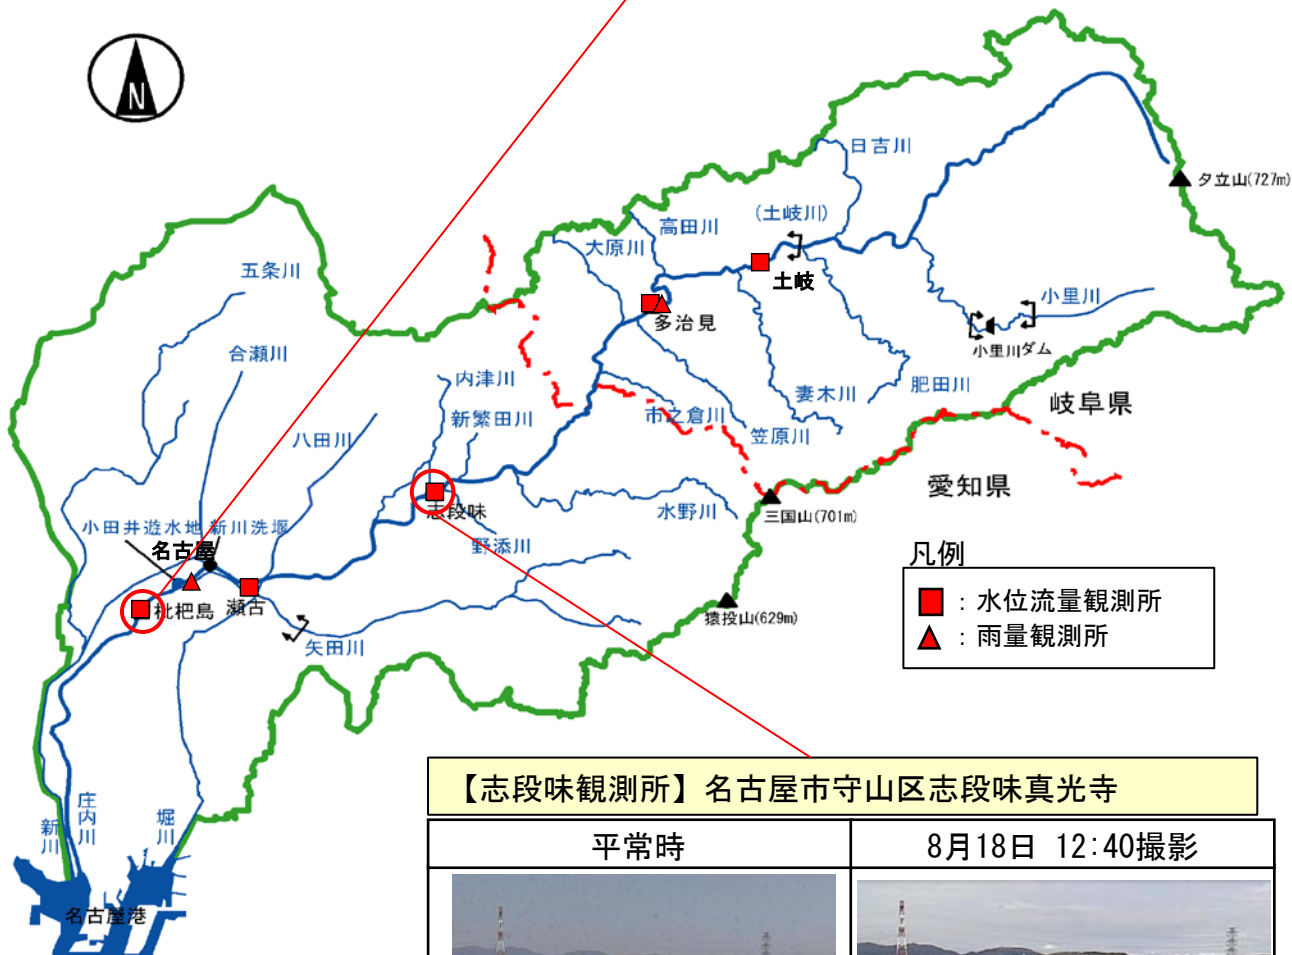 N
日吉川
夕立山(727m)
高田川
(土岐川)
大原川
土岐
五条川
小里川
多治見
小里川ダム
合瀬川
内津川
妻木川
肥田川
岐阜県
新繁田川
市之倉川
笠原川
八田川
愛知県
志段味
水野川
三国山(701m)
小田井遊水地
新川洗堰
野添川
名古屋
凡例
枇杷島
瀬古
猿投山(629m)
:水位流量観測所
:雨量観測所
矢田川
【志段味観測所】名古屋市守山区志段味真光寺
庄内川
新川
堀川
平常時
8月18日 12:40撮影
名古屋港